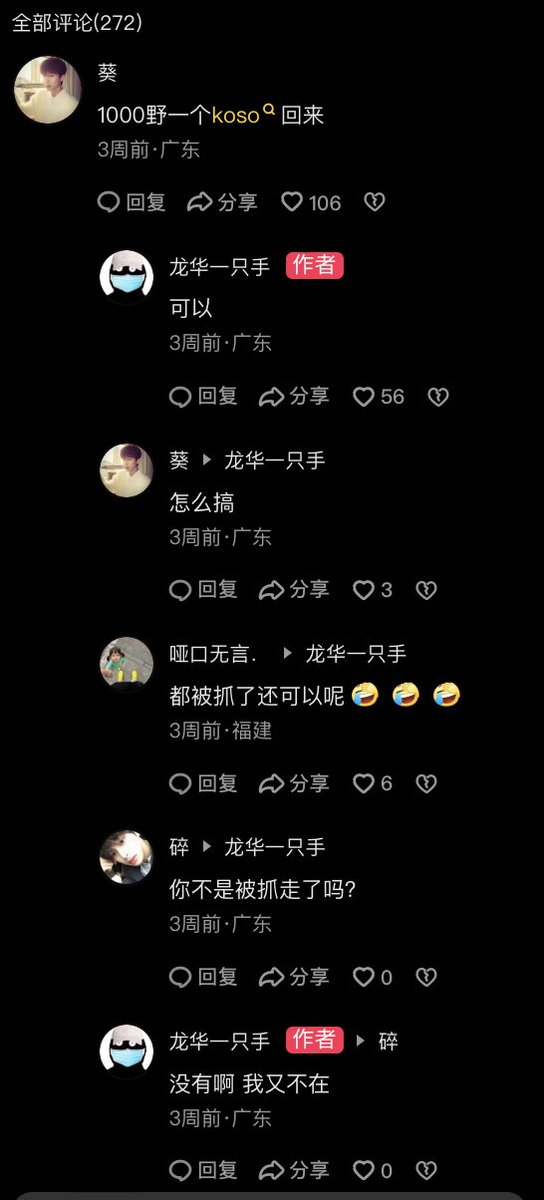 全部评论(272)
葵
1000野一个koso 回来
3周前·广东
回复 分享 106
龙华一只手 作者
可以
3周前·广东
回复 分享 56
葵 龙华一只手
怎么搞
3周前·广东
回复 分享 3
哑口无言. 龙华一只手
都被抓了还可以呢🤣 🤣 🤣
3周前·福建
回复 分享 6
碎 龙华一只手
你不是被抓走了吗?
3周前·广东
回复 分享 0
龙华一只手 作者 碎
没有啊 我又不在
3周前·广东
回复 分享 0